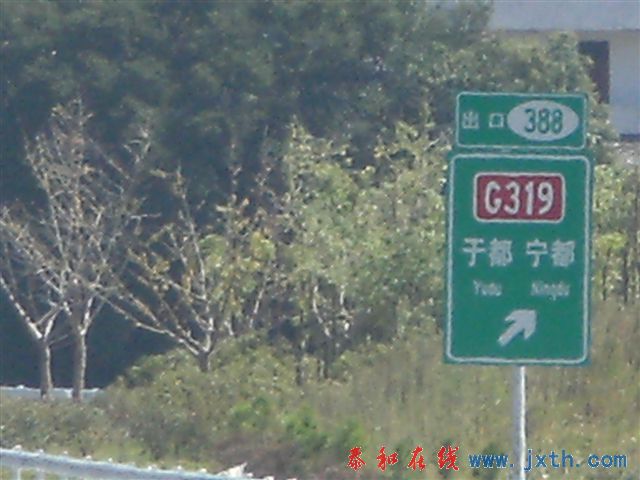 出口 388
G319
于都 宁都
Yudu Ningdu
泰和在线 www.jxth.com